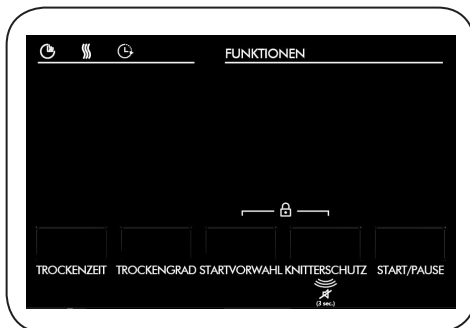 FUNKTIONEN
TROCKENZEIT TROCKENGRAD STARTVORWAHL KNITTERSCHUTZ START/PAUSE
(3 sec.)